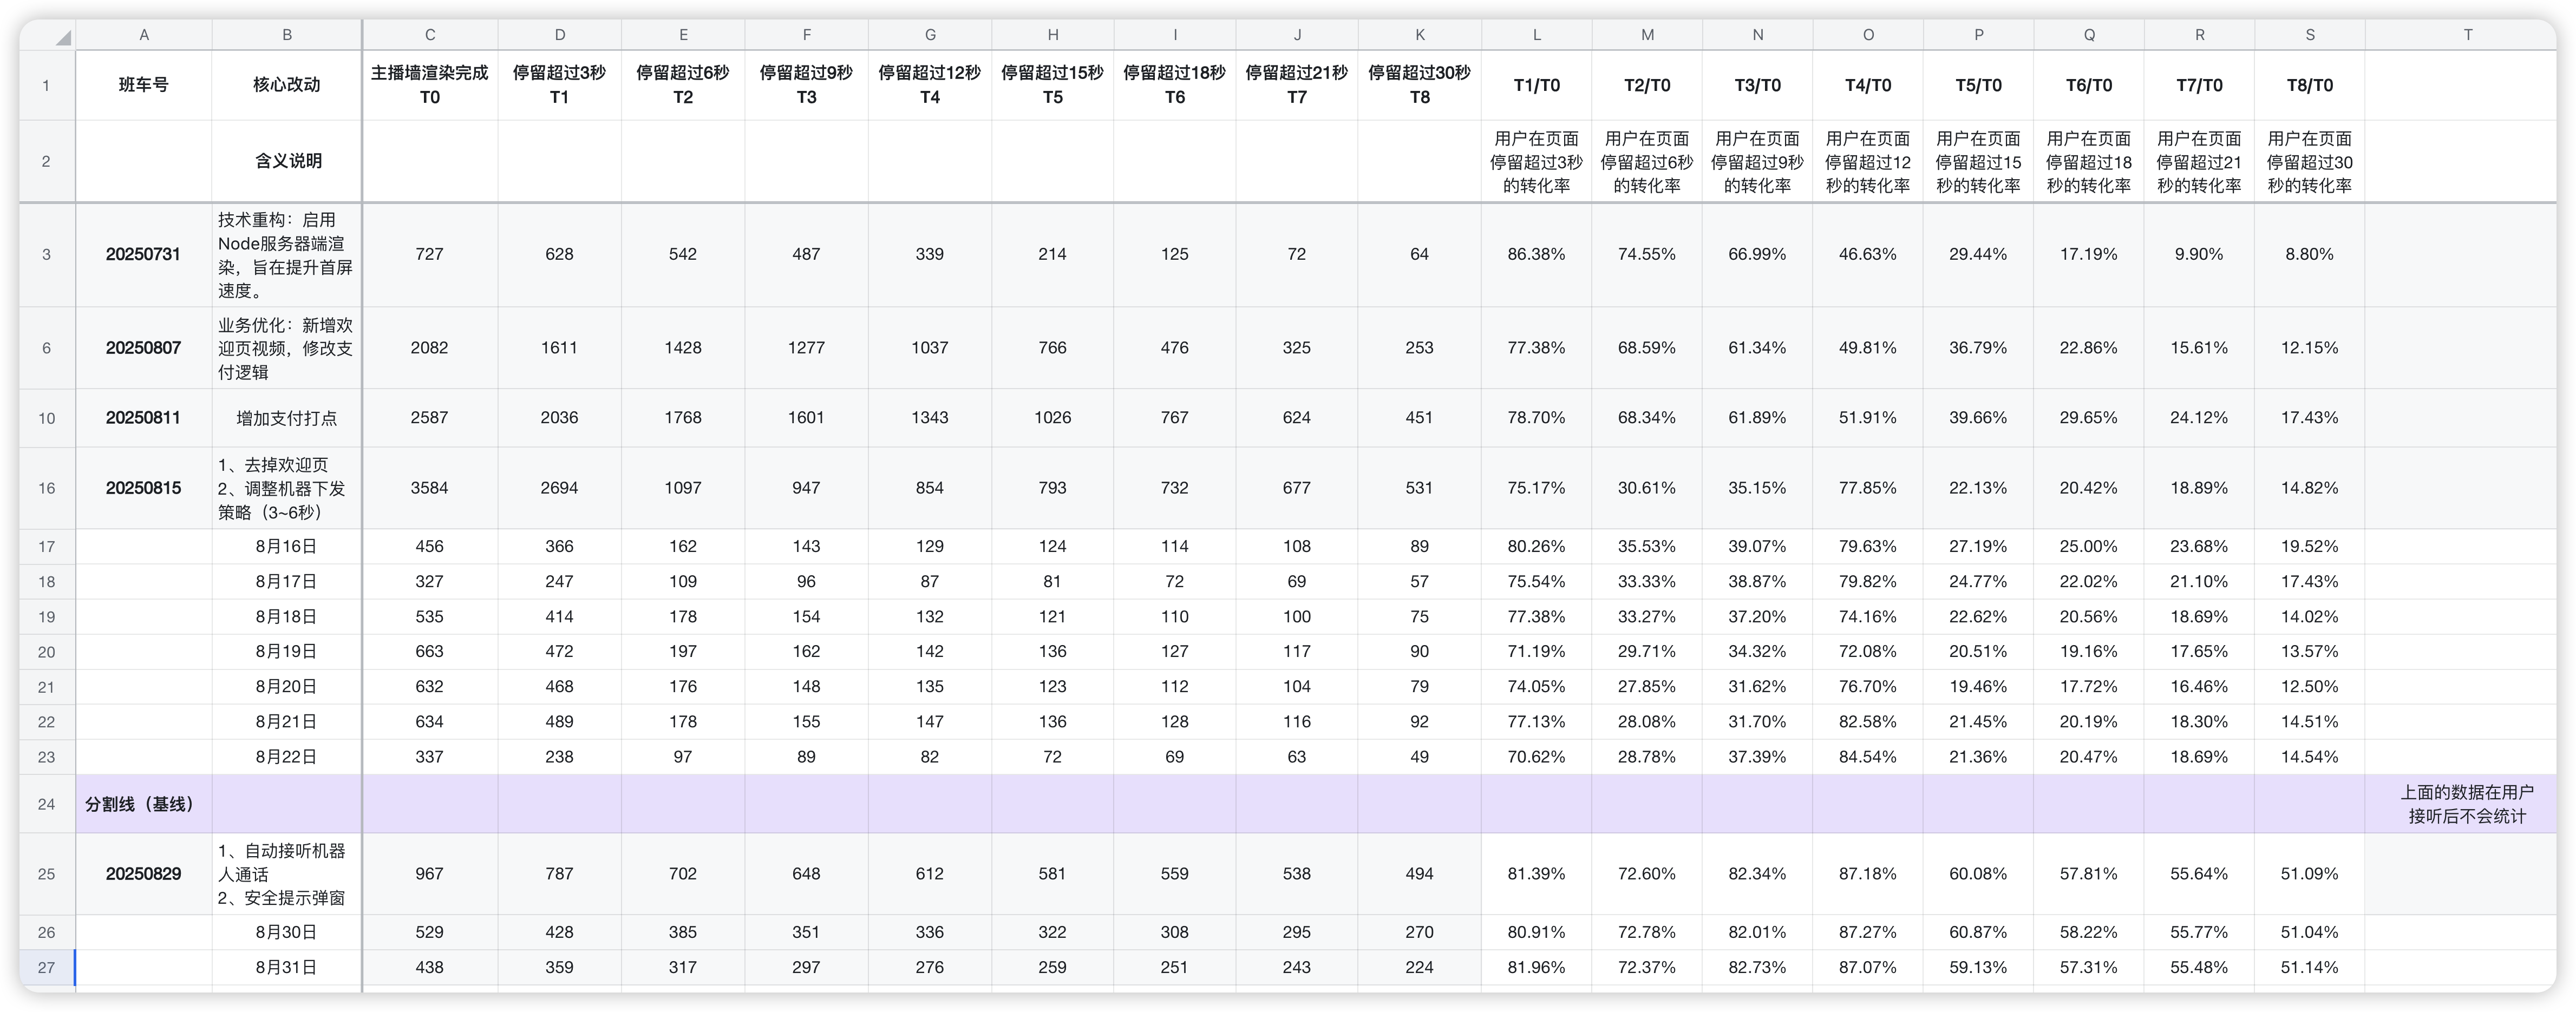 A B C D E F G H I J K L M N O P Q R S T
1 班车号 核心改动 主播墙渲染完成 停留超过3秒 停留超过6秒 停留超过9秒 停留超过12秒 停留超过15秒 停留超过18秒 停留超过21秒 停留超过30秒 T1/T0 T2/T0 T3/T0 T4/T0 T5/T0 T6/T0 T7/T0 T8/T0
T0 T1 T2 T3 T4 T5 T6 T7 T8
2 含义说明 用户在页面 用户在页面 用户在页面 用户在页面 用户在页面 用户在页面 用户在页面 用户在页面
停留超过3秒 停留超过6秒 停留超过9秒 停留超过12 停留超过15 停留超过18 停留超过21 停留超过30
的转化率 的转化率 的转化率 秒的转化率 秒的转化率 秒的转化率 秒的转化率 秒的转化率
技术重构：启用
Node服务器端渲
染，旨在提升首屏
速度。
3 20250731 727 628 542 487 339 214 125 72 64 86.38% 74.55% 66.99% 46.63% 29.44% 17.19% 9.90% 8.80%
业务优化：新增欢
迎页视频，修改支
付逻辑
6 20250807 2082 1611 1428 1277 1037 766 476 325 253 77.38% 68.59% 61.34% 49.81% 36.79% 22.86% 15.61% 12.15%
10 20250811 增加支付打点 2587 2036 1768 1601 1343 1026 767 624 451 78.70% 68.34% 61.89% 51.91% 39.66% 29.65% 24.12% 17.43%
1、去掉欢迎页
2、调整机器下发
策略（3~6秒）
16 20250815 3584 2694 1097 947 854 793 732 677 531 75.17% 30.61% 35.15% 77.85% 22.13% 20.42% 18.89% 14.82%
17 8月16日 456 366 162 143 129 124 114 108 89 80.26% 35.53% 39.07% 79.63% 27.19% 25.00% 23.68% 19.52%
18 8月17日 327 247 109 96 87 81 72 69 57 75.54% 33.33% 38.87% 79.82% 24.77% 22.02% 21.10% 17.43%
19 8月18日 535 414 178 154 132 121 110 100 75 77.38% 33.27% 37.20% 74.16% 22.62% 20.56% 18.69% 14.02%
20 8月19日 663 472 197 162 142 136 127 117 90 71.19% 29.71% 34.32% 72.08% 20.51% 19.16% 17.65% 13.57%
21 8月20日 632 468 176 148 135 123 112 104 79 74.05% 27.85% 31.62% 76.70% 19.46% 17.72% 16.46% 12.50%
22 8月21日 634 489 178 155 147 136 128 116 92 77.13% 28.08% 31.70% 82.58% 21.45% 20.19% 18.30% 14.51%
23 8月22日 337 238 97 89 82 72 69 63 49 70.62% 28.78% 37.39% 84.54% 21.36% 20.47% 18.69% 14.54%
24 分割线（基线）
上面的数据在用户
接听后不会统计
1、自动接听机器
人通话
2、安全提示弹窗
25 20250829 967 787 702 648 612 581 559 538 494 81.39% 72.60% 82.34% 87.18% 60.08% 57.81% 55.64% 51.09%
26 8月30日 529 428 385 351 336 322 308 295 270 80.91% 72.78% 82.01% 87.27% 60.87% 58.22% 55.77% 51.04%
27 8月31日 438 359 317 297 276 259 251 243 224 81.96% 72.37% 82.73% 87.07% 59.13% 57.31% 55.48% 51.14%